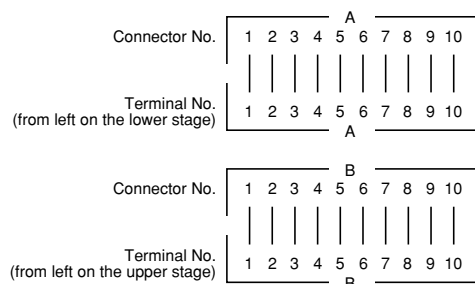 A
Connector No. 1 2 3 4 5 6 7 8 9 10
Terminal No.
(from left on the lower stage) 1 2 3 4 5 6 7 8 9 10
A
B
Connector No. 1 2 3 4 5 6 7 8 9 10
Terminal No.
(from left on the upper stage) 1 2 3 4 5 6 7 8 9 10
B